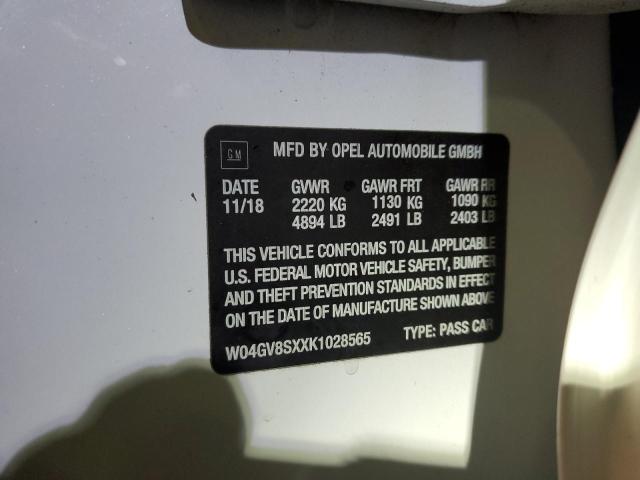 GM
MFD BY OPEL AUTOMOBILE GMBH
DATE GVWR GAWR FRT GAWR RR
11/18 2220 KG 1130 KG 1090 KG
4894 LB 2491 LB 2403 LB
THIS VEHICLE CONFORMS TO ALL APPLICABLE
U.S. FEDERAL MOTOR VEHICLE SAFETY, BUMPER
AND THEFT PREVENTION STANDARDS IN EFFECT
ON THE DATE OF MANUFACTURE SHOWN ABOVE
W04GV8SXXK1028565 TYPE: PASS CAR